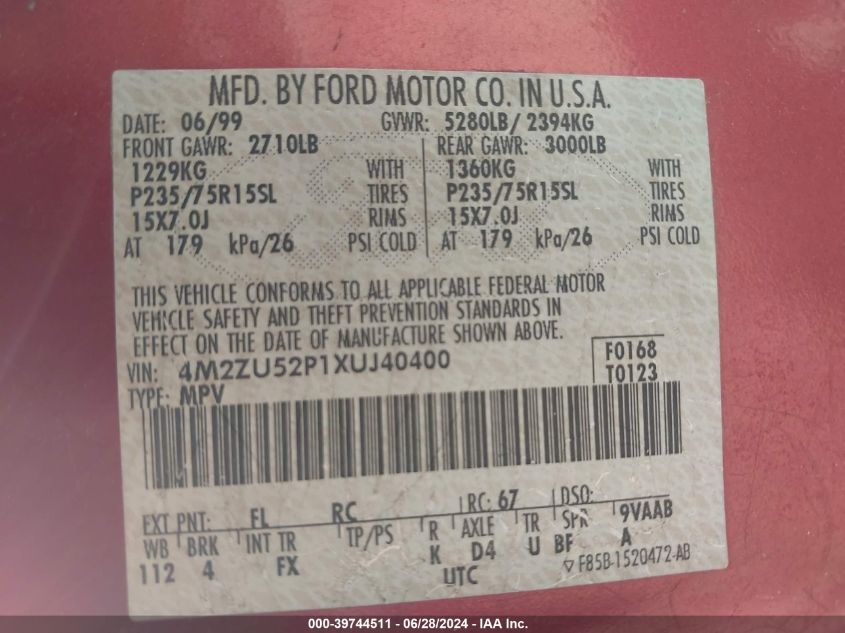 MFD. BY FORD MOTOR CO. IN U.S.A.
DATE: 06/99 GVWR: 5280LB/ 2394KG
FRONT GAWR: 2710LB REAR GAWR: 3000LB
1229KG WITH 1360KG WITH
P235/75R15SL TIRES P235/75R15SL TIRES
15X7.0J RIMS 15X7.0J RIMS
AT 179 kPa/26 PSI COLD AT 179 kPa/26 PSI COLD
THIS VEHICLE CONFORMS TO ALL APPLICABLE FEDERAL MOTOR
VEHICLE SAFETY AND THEFT PREVENTION STANDARDS IN
EFFECT ON THE DATE OF MANUFACTURE SHOWN ABOVE.
VIN: 4M2ZU52P1XUJ40400 F0168
TYPE: MPV T0123
EXT PNT: FL RC RC: 67 DSO:
WB BRK INT TR TP/PS R AXLE TR SPR 9VAAB
112 4 FX K D4 U BF A
UTC ▽F85B-1520472-AB
000-39744511 - 06/28/2024 - IAA Inc.